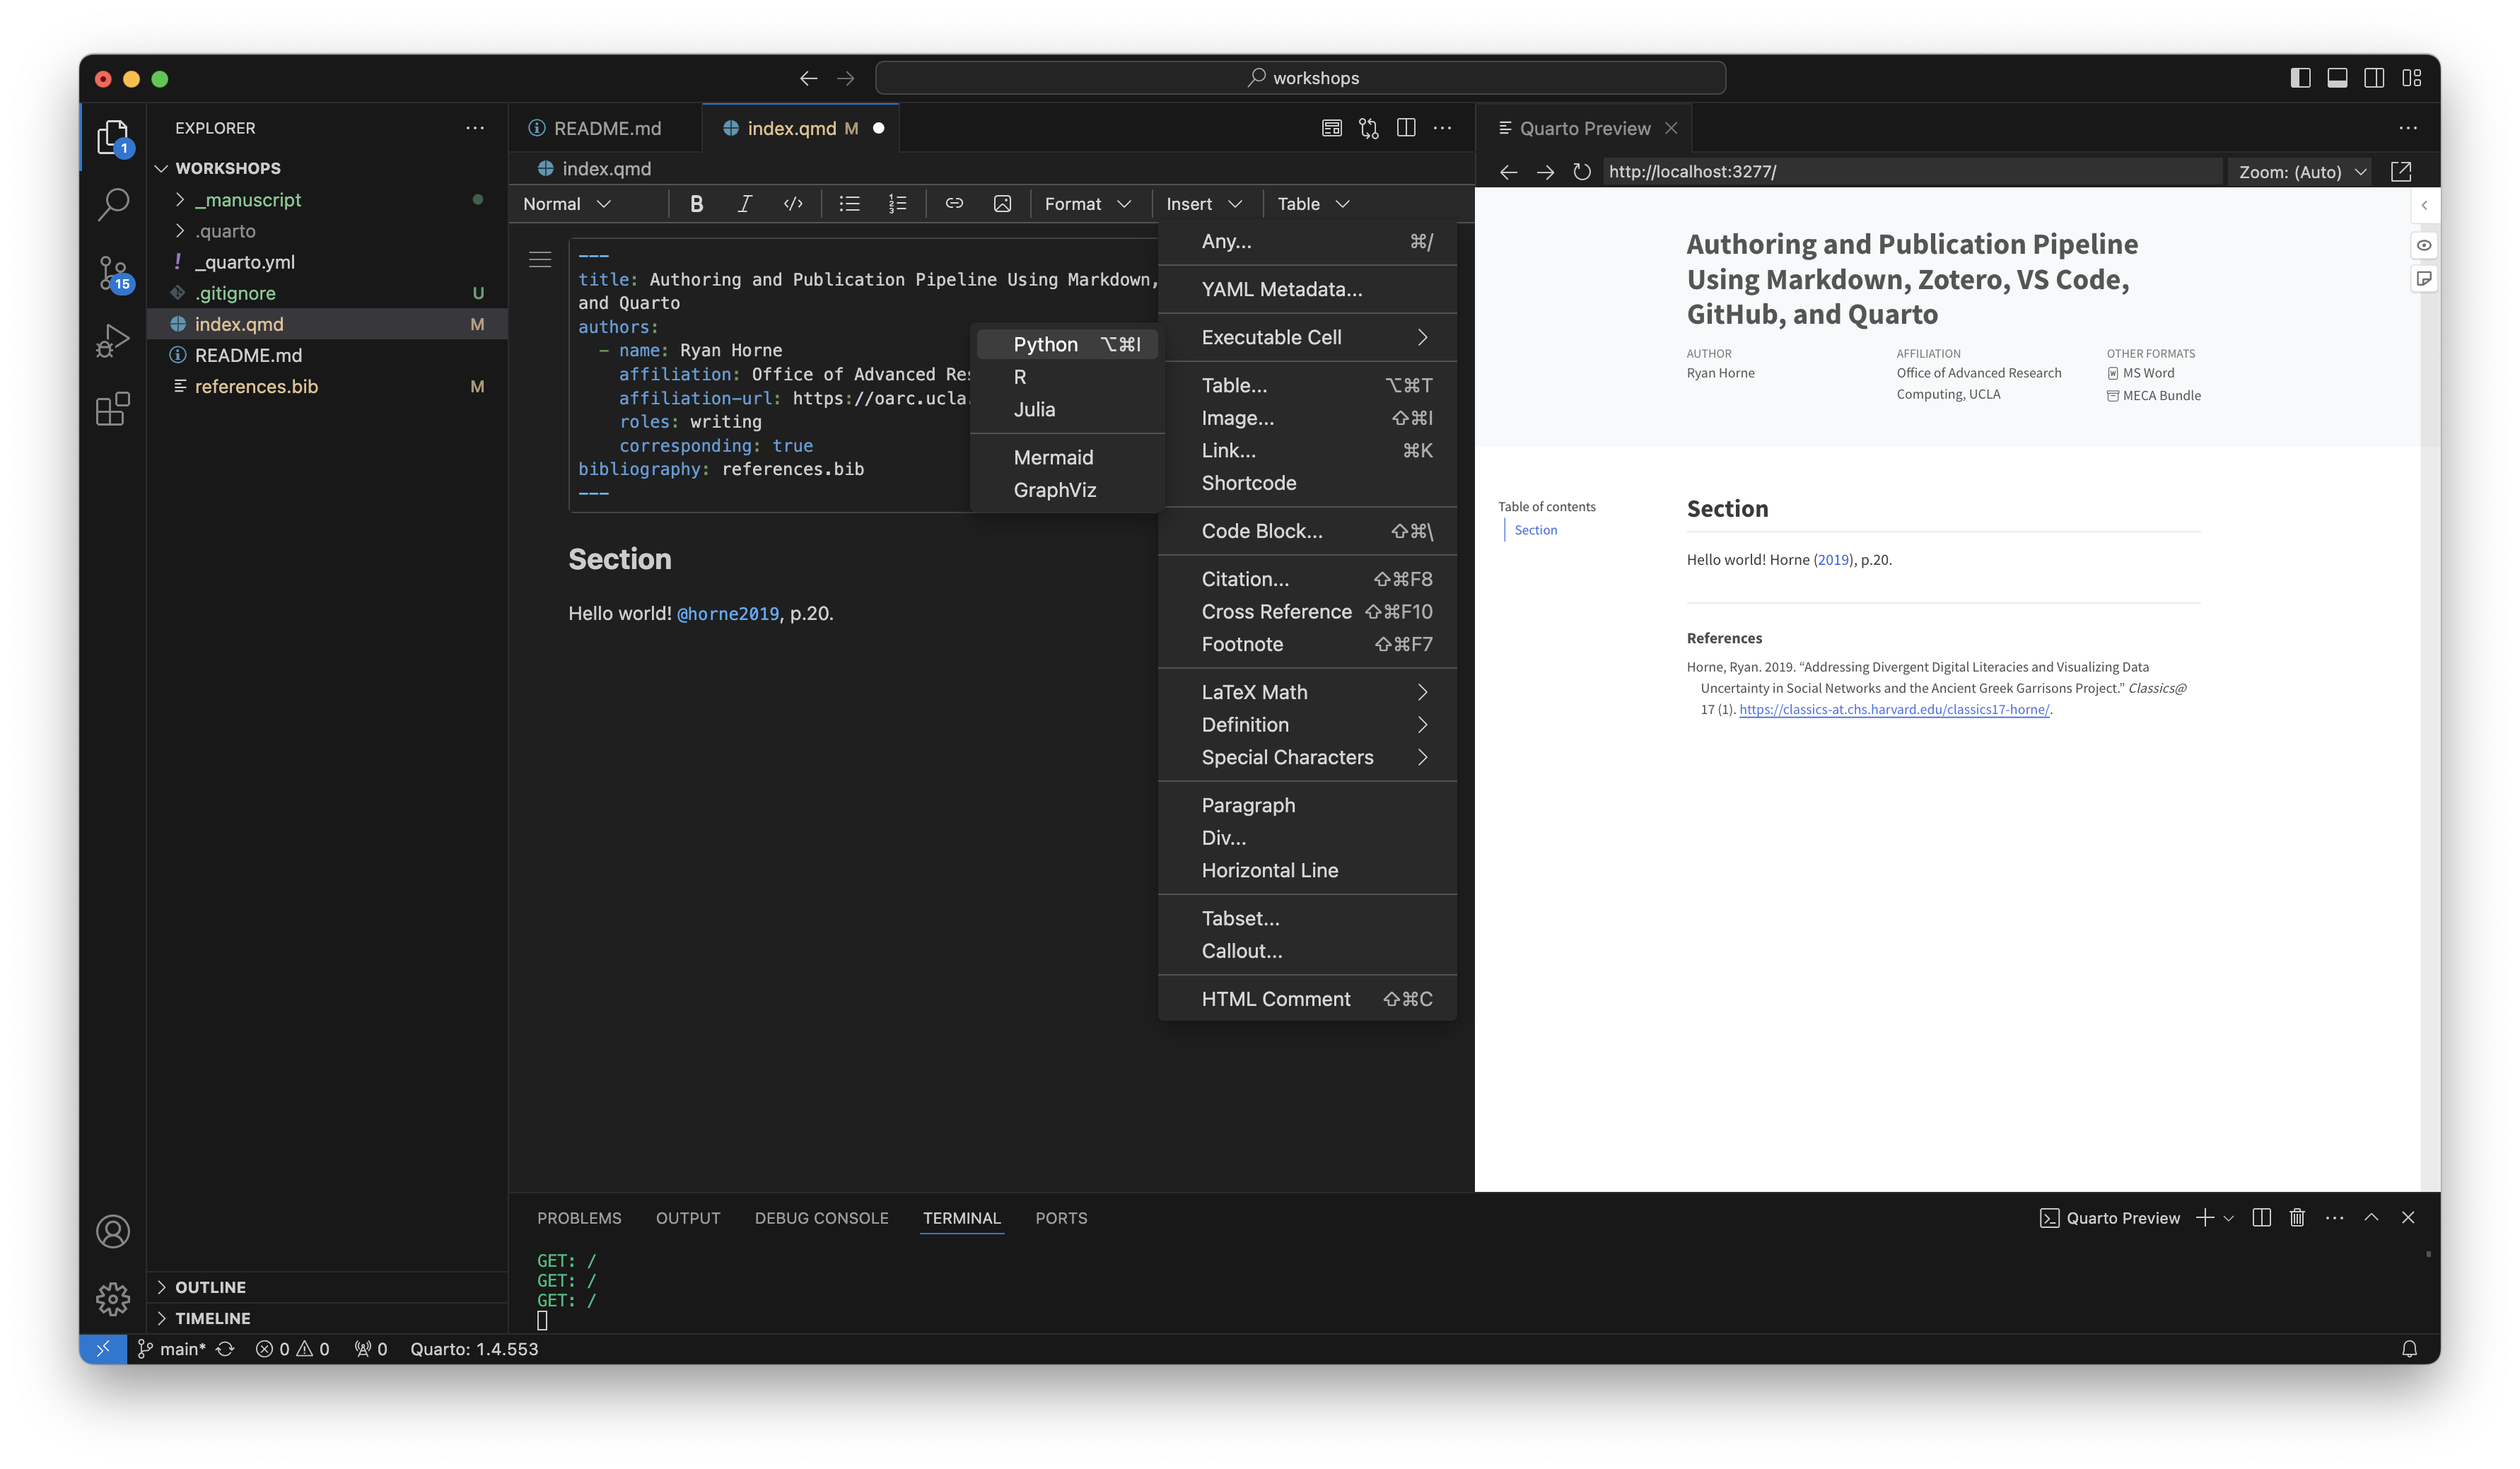 workshops
EXPLORER
WORKSHOPS
_manuscript
.quarto
! _quarto.yml
.gitignore U
index.qmd M
README.md
references.bib M
OUTLINE
TIMELINE
1
15
README.md
index.qmd M
index.qmd
Normal
B
I
</>
Format
Insert
Table
---
title: Authoring and Publication Pipeline Using Markdown,
and Quarto
authors:
- name: Ryan Horne
affiliation: Office of Advanced Res
affiliation-url: https://oarc.ucla.
roles: writing
corresponding: true
bibliography: references.bib
---
Section
Hello world! @horne2019, p.20.
Python ⌥⌘I
R
Julia
Mermaid
GraphViz
Any... ⌘/
YAML Metadata...
Executable Cell
Table... ⌥⌘T
Image... ⇧⌘I
Link... ⌘K
Shortcode
Code Block... ⇧⌘\
Citation... ⇧⌘F8
Cross Reference ⇧⌘F10
Footnote ⇧⌘F7
LaTeX Math
Definition
Special Characters
Paragraph
Div...
Horizontal Line
Tabset...
Callout...
HTML Comment ⇧⌘C
Quarto Preview
http://localhost:3277/
Zoom: (Auto)
Authoring and Publication Pipeline
Using Markdown, Zotero, VS Code,
GitHub, and Quarto
AUTHOR
Ryan Horne
AFFILIATION
Office of Advanced Research
Computing, UCLA
OTHER FORMATS
MS Word
MECA Bundle
Table of contents
Section
Section
Hello world! Horne (2019), p.20.
References
Horne, Ryan. 2019. “Addressing Divergent Digital Literacies and Visualizing Data
Uncertainty in Social Networks and the Ancient Greek Garrisons Project.” Classics@
17 (1). https://classics-at.chs.harvard.edu/classics17-horne/.
PROBLEMS OUTPUT DEBUG CONSOLE TERMINAL PORTS
Quarto Preview
GET: /
GET: /
GET: /
main* 0 0 0 Quarto: 1.4.553